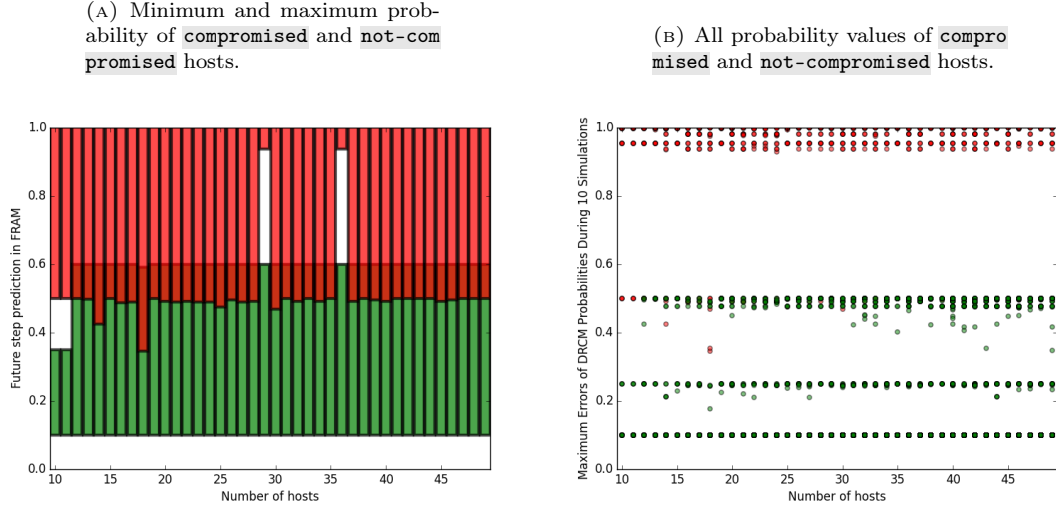 (A) Minimum and maximum prob-
ability of compromised and not-com
promised hosts.
(B) All probability values of compro
mised and not-compromised hosts.
Future step prediction in FRAM
1.0
0.8
0.6
0.4
0.2
0.0
10 15 20 25 30 35 40 45
Number of hosts
Maximum Errors of DRCM Probabilities During 10 Simulations
1.0
0.8
0.6
0.4
0.2
0.0
10 15 20 25 30 35 40 45
Number of hosts